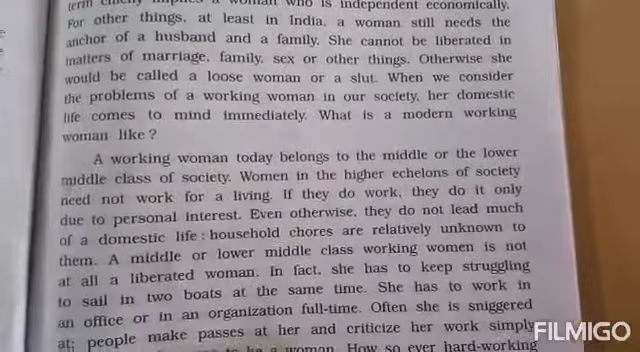 term chiefly implies a woman who is independent economically.
For other things, at least in India, a woman still needs the
anchor of a husband and a family. She cannot be liberated in
matters of marriage, family, sex or other things. Otherwise she
would be called a loose woman or a slut. When we consider
the problems of a working woman in our society, her domestic
life comes to mind immediately. What is a modern working
woman like ?
A working woman today belongs to the middle or the lower
middle class of society. Women in the higher echelons of society
need not work for a living. If they do work, they do it only
due to personal interest. Even otherwise, they do not lead much
of a domestic life : household chores are relatively unknown to
them. A middle or lower middle class working women is not
at all a liberated woman. In fact, she has to keep struggling
to sail in two boats at the same time. She has to work in
an office or in an organization full-time. Often she is sniggered
at; people make passes at her and criticize her work simply
to be a woman. How so ever hard-working
FILMIGO